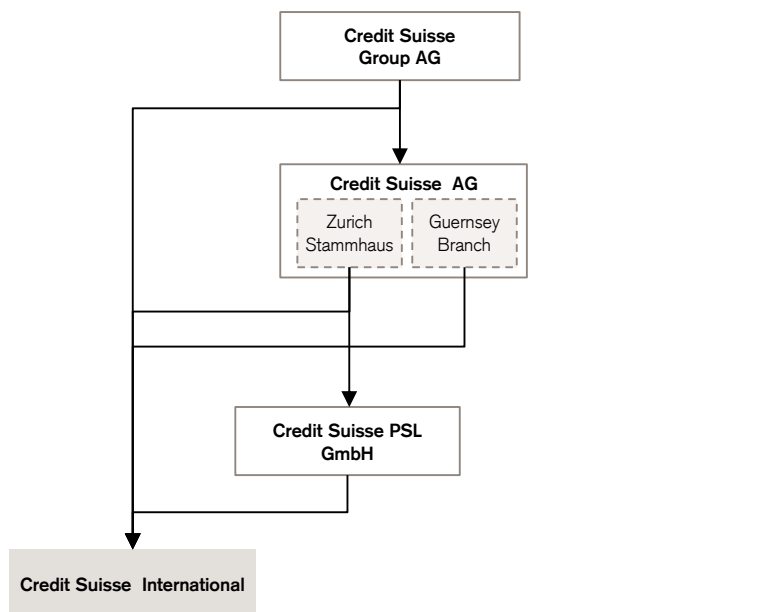 Credit Suisse
Group AG
Credit Suisse AG
Zurich
Stammhaus
Guernsey
Branch
Credit Suisse PSL
GmbH
Credit Suisse International